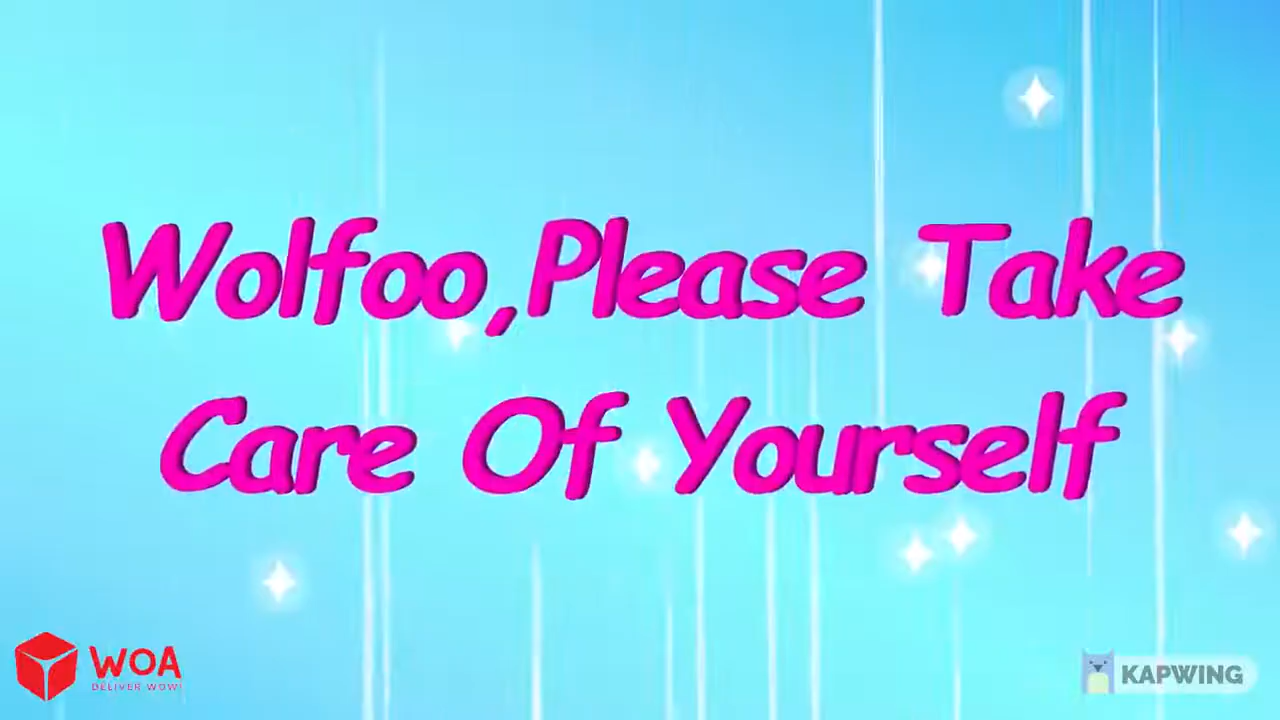 Wolfoo,Please Take
Care Of Yourself
WOA
DELIVER WOW!
KAPWING